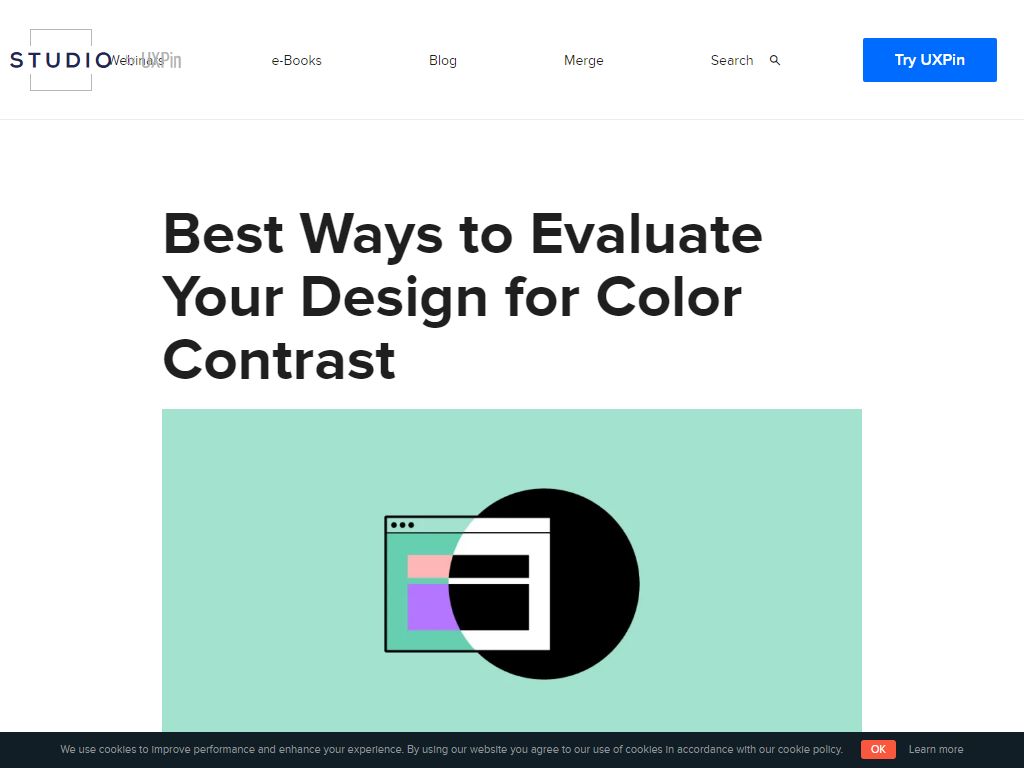 STUDIO by UXPin
Webinars
e-Books
Blog
Merge
Search
Try UXPin
Best Ways to Evaluate
Your Design for Color
Contrast
We use cookies to improve performance and enhance your experience. By using our website you agree to our use of cookies in accordance with our cookie policy.
OK
Learn more